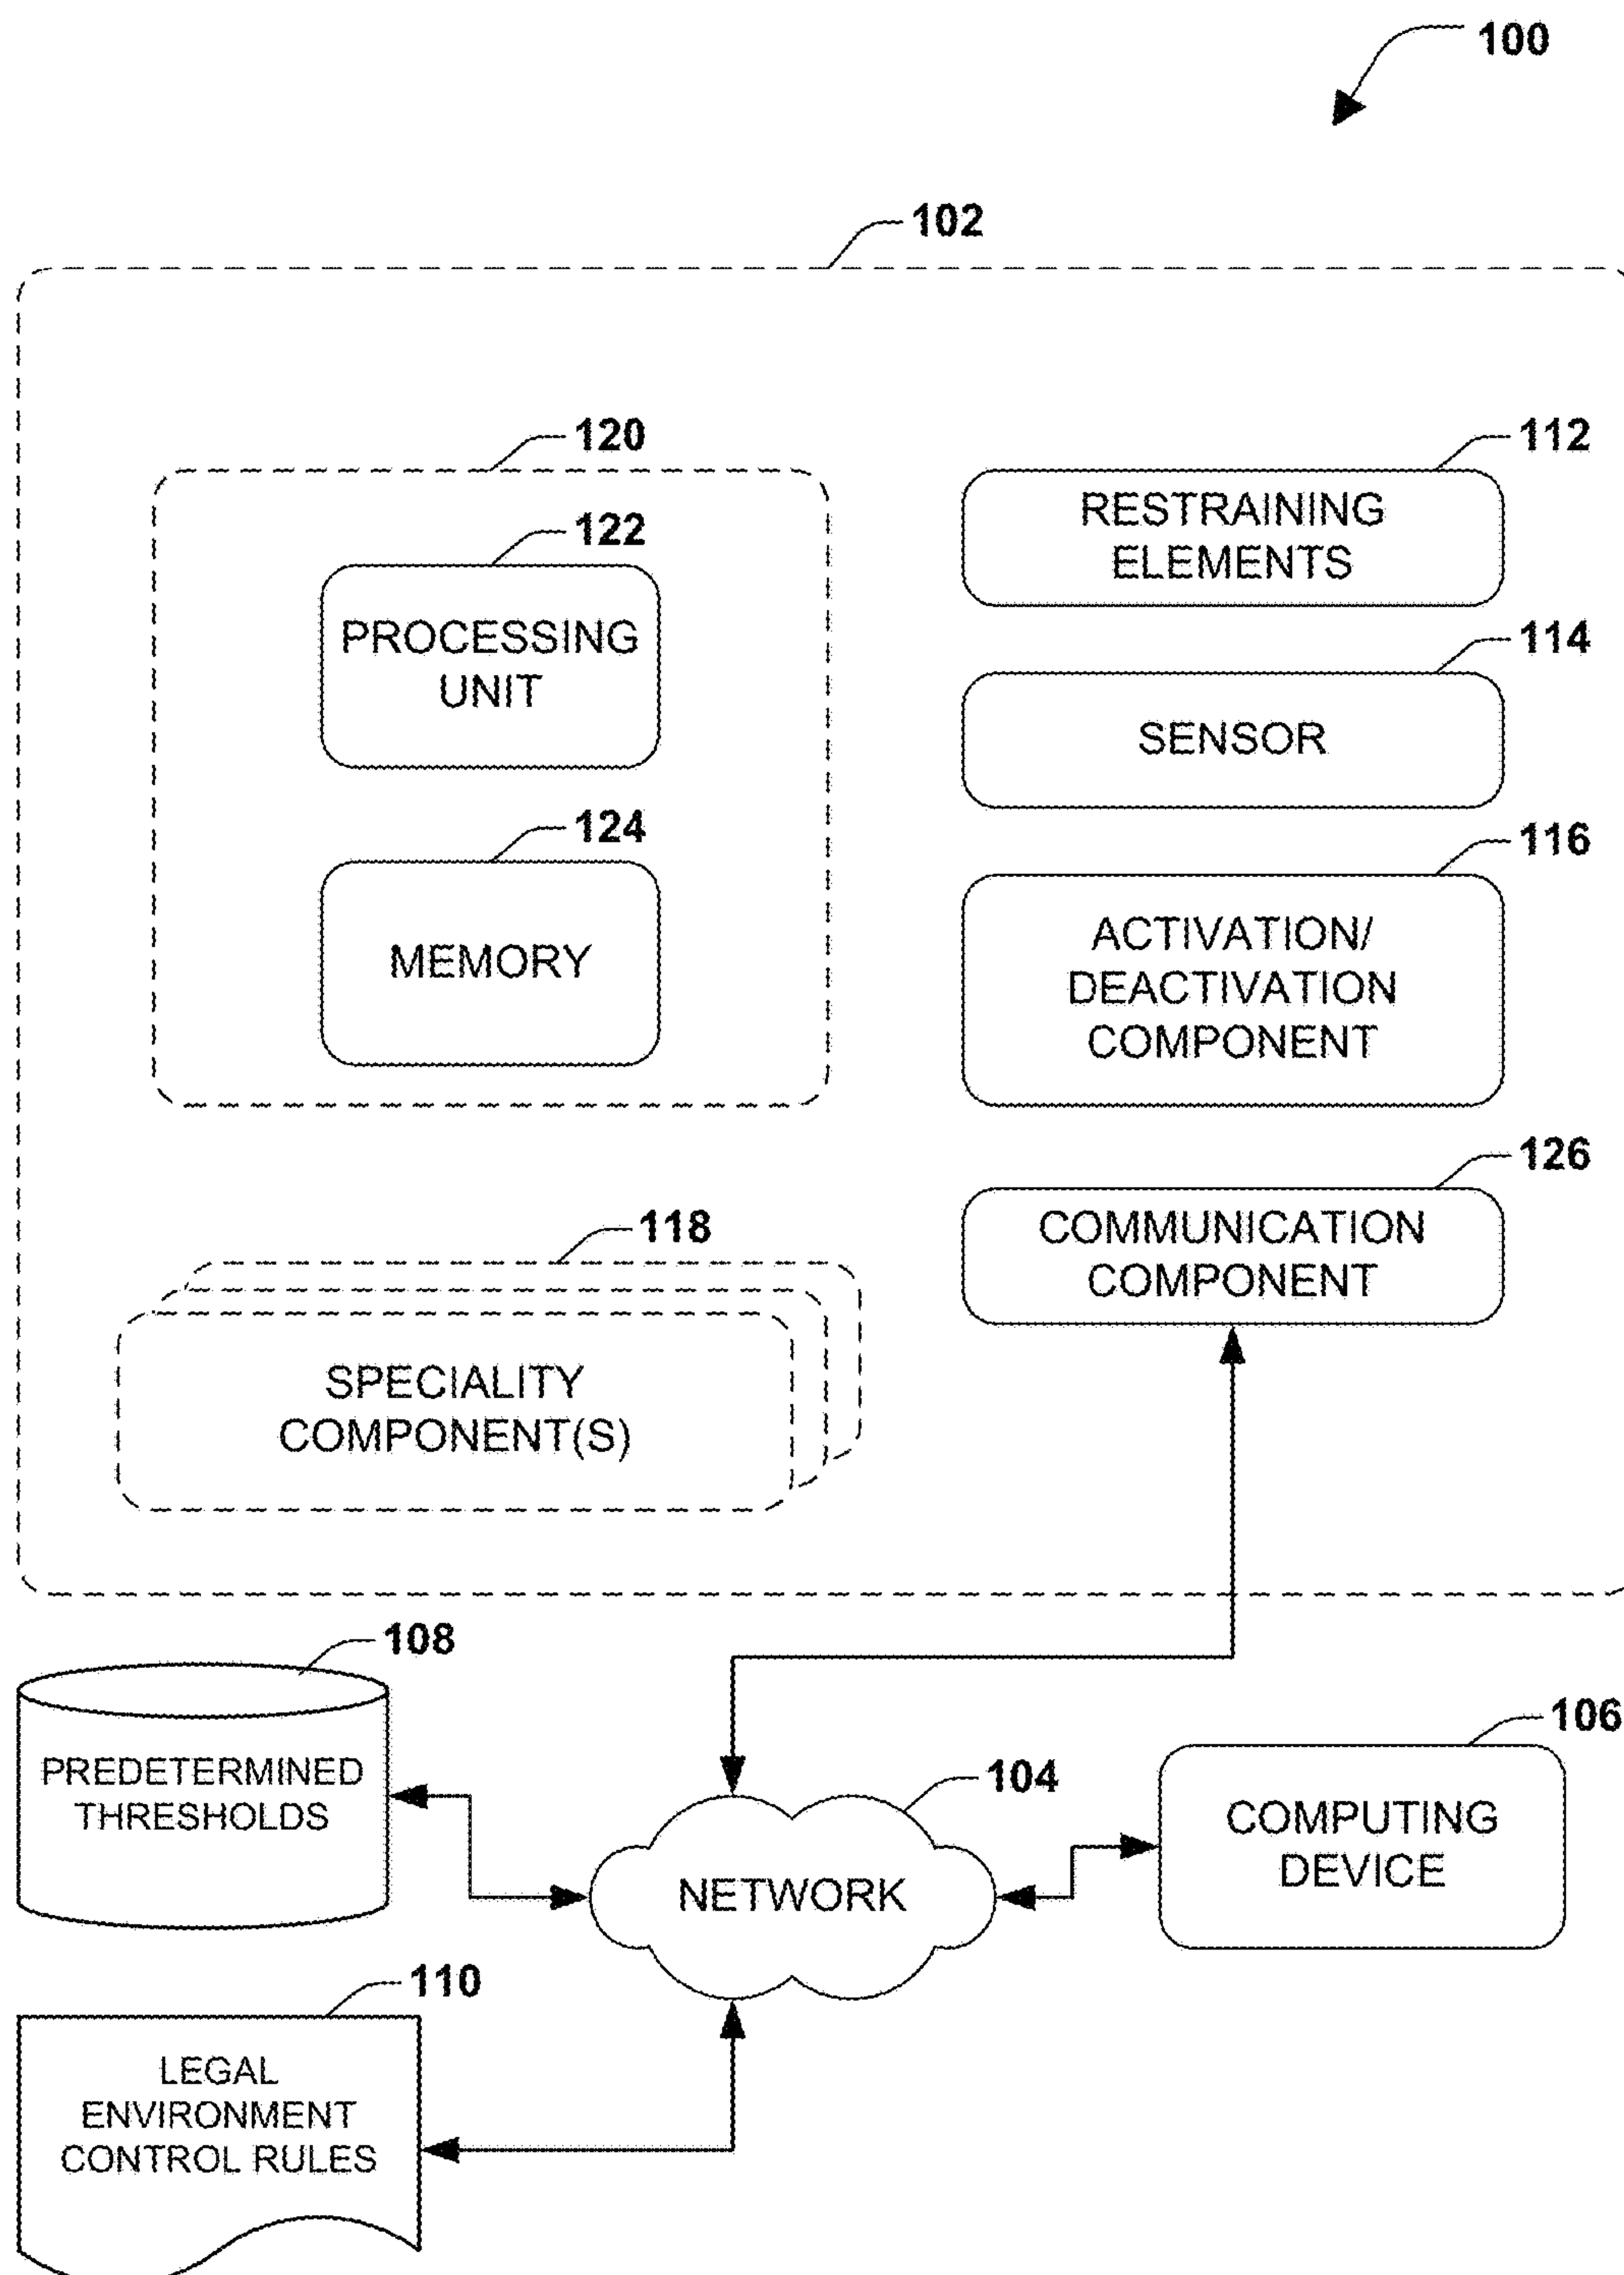 100
102
120
122
PROCESSING
UNIT
124
MEMORY
112
RESTRAINING
ELEMENTS
114
SENSOR
116
ACTIVATION/
DEACTIVATION
COMPONENT
126
COMMUNICATION
COMPONENT
118
SPECIALITY
COMPONENT(S)
108
PREDETERMINED
THRESHOLDS
104
NETWORK
106
COMPUTING
DEVICE
110
LEGAL
ENVIRONMENT
CONTROL RULES